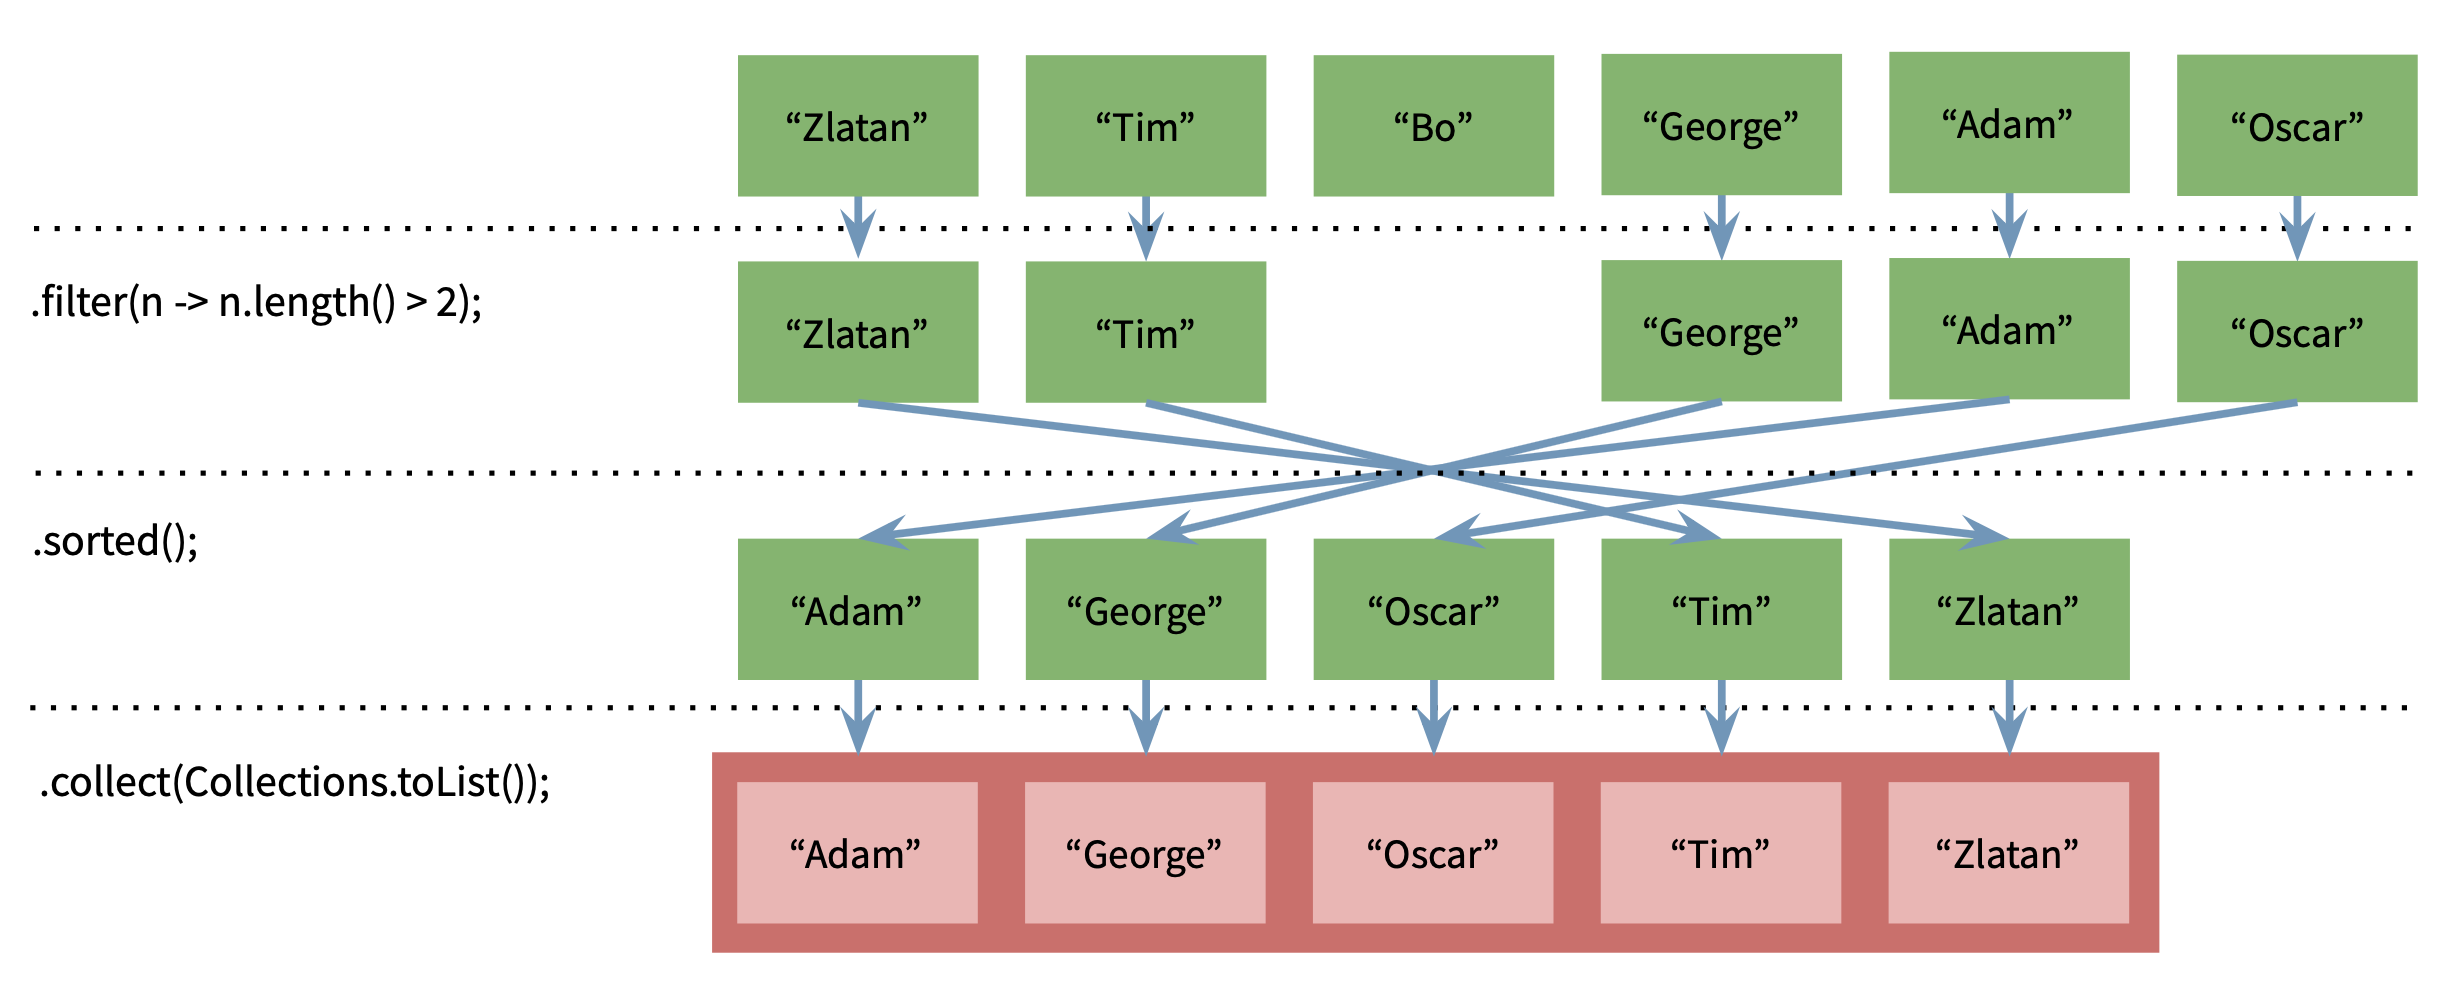 “Zlatan” “Tim” “Bo” “George” “Adam” “Oscar”
.filter(n -> n.length() > 2);
“Zlatan” “Tim” “George” “Adam” “Oscar”
.sorted();
“Adam” “George” “Oscar” “Tim” “Zlatan”
.collect(Collections.toList());
“Adam” “George” “Oscar” “Tim” “Zlatan”